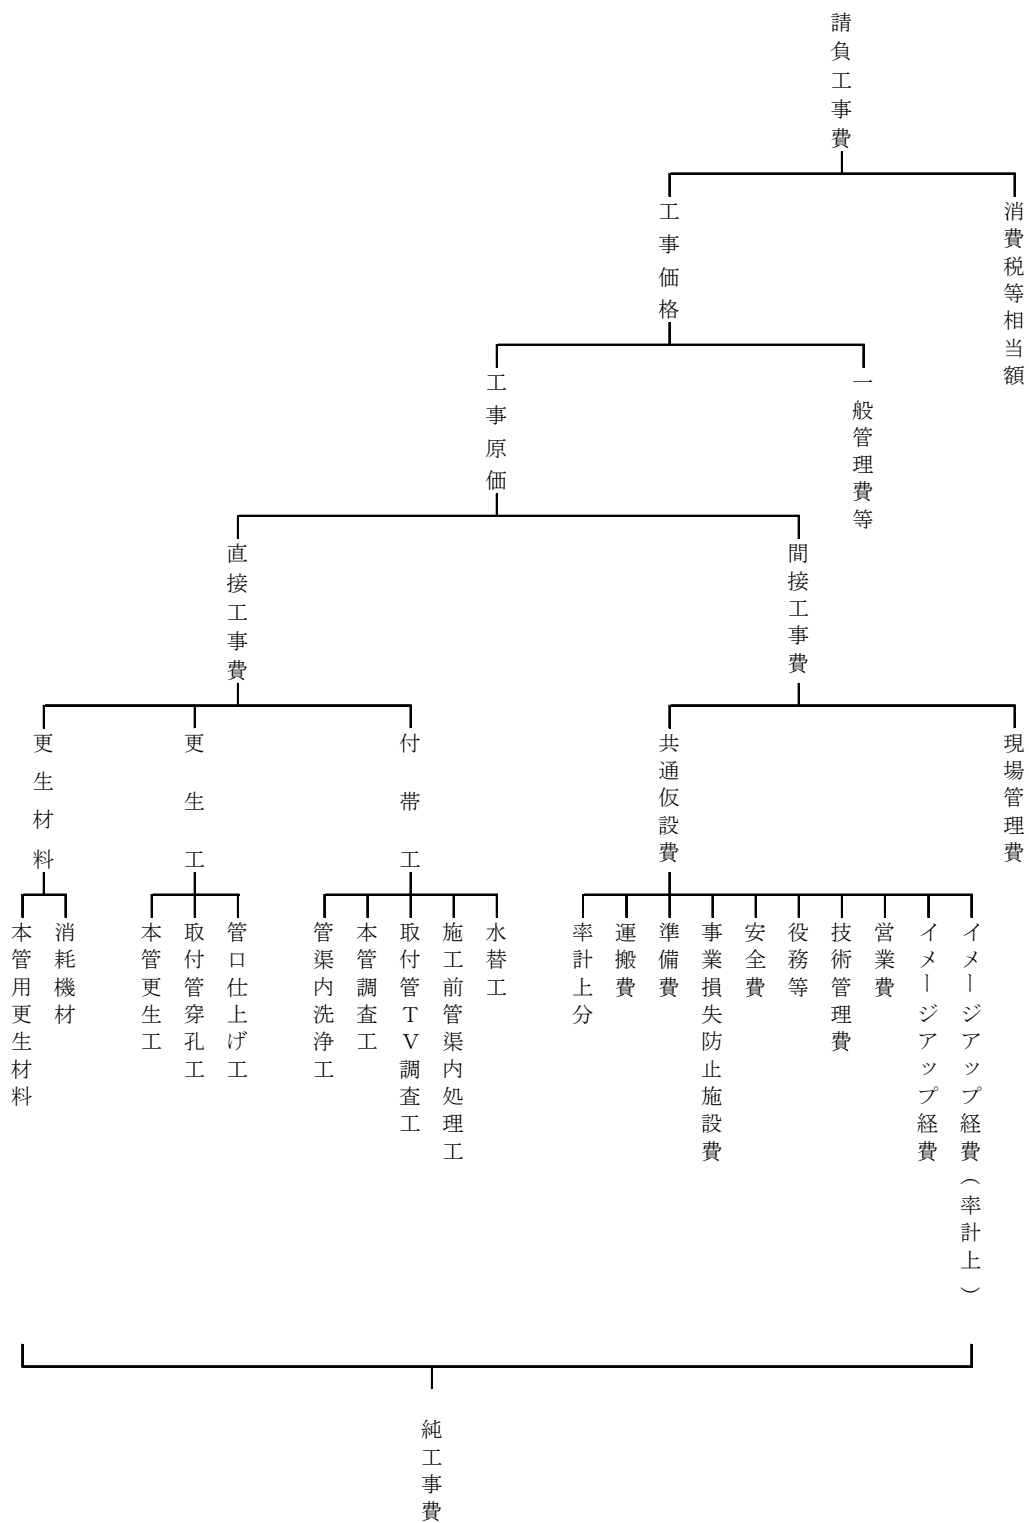 請負工事費
工事価格
消費税等相当額
工事原価
一般管理費等
直接工事費
間接工事費
更生材料
更生工
付帯工
共通仮設費
現場管理費
本管用更生材料
消耗機材
本管更生工
取付管穿孔工
管口仕上げ工
管渠内洗浄工
本管調査工
取付管TV調査工
施工前管渠内処理工
水替工
率計上分
運搬費
準備費
事業損失防止施設費
安全費
役務等
技術管理費
営業費
イメージアップ経費
イメージアップ経費（率計上）
純工事費